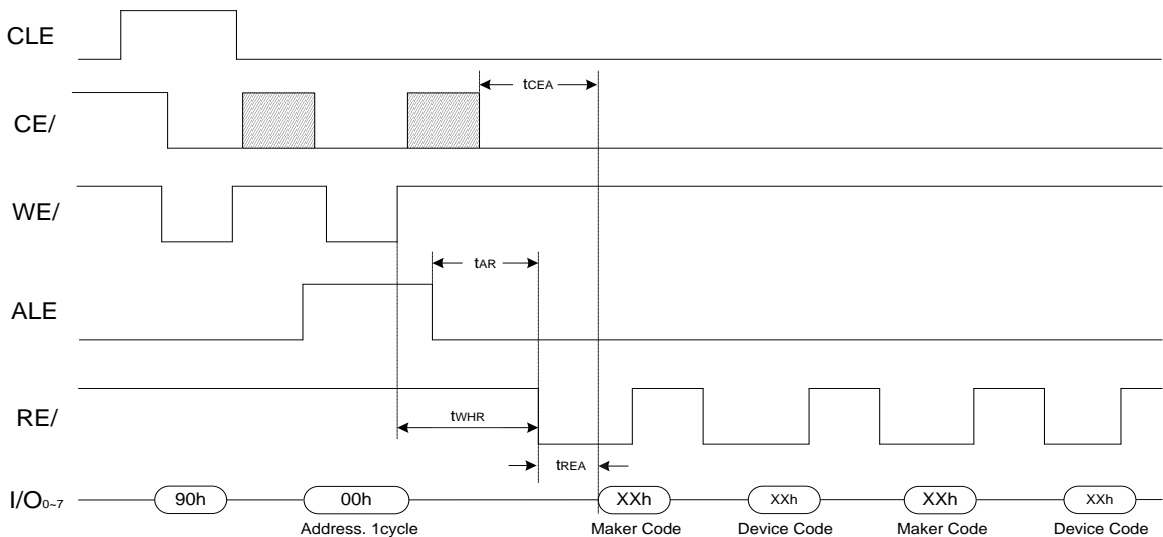 CLE
tCEA
CE/
WE/
tAR
ALE
RE/
tWHR
tREA
I/O0~7 90h 00h XXh XXh XXh XXh
Address. 1cycle Maker Code Device Code Maker Code Device Code